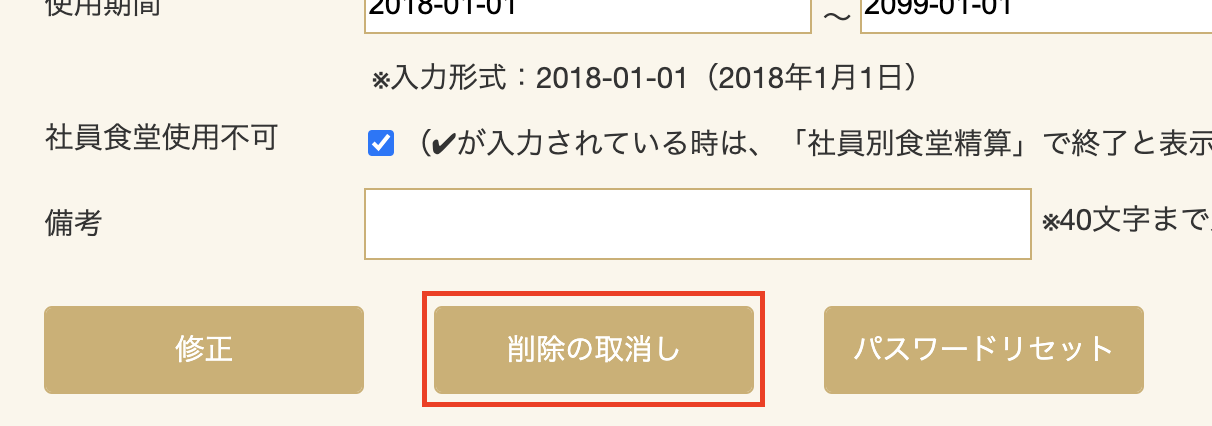 使用期間 2018-01-01 ～ 2099-01-01
※入力形式：2018-01-01（2018年1月1日）
社員食堂使用不可 （✔が入力されている時は、「社員別食堂精算」で終了と表示
備考 ※40文字まで
修正 削除の取消し パスワードリセット